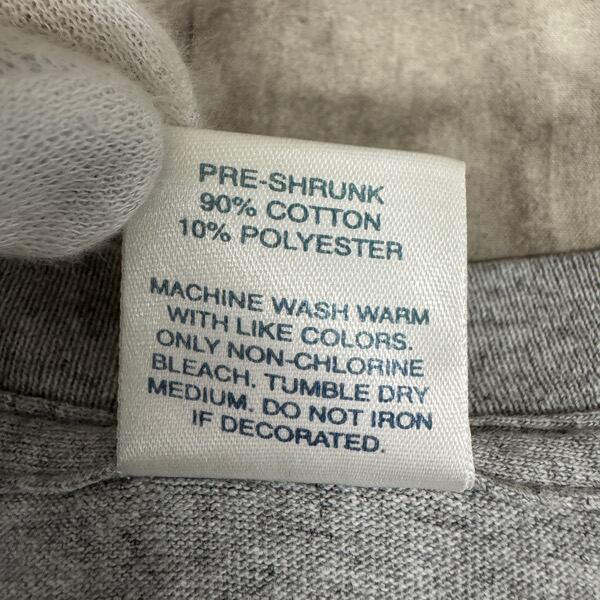 PRE-SHRUNK
90% COTTON
10% POLYESTER
MACHINE WASH WARM
WITH LIKE COLORS.
ONLY NON-CHLORINE
BLEACH. TUMBLE DRY
MEDIUM. DO NOT IRON
IF DECORATED.